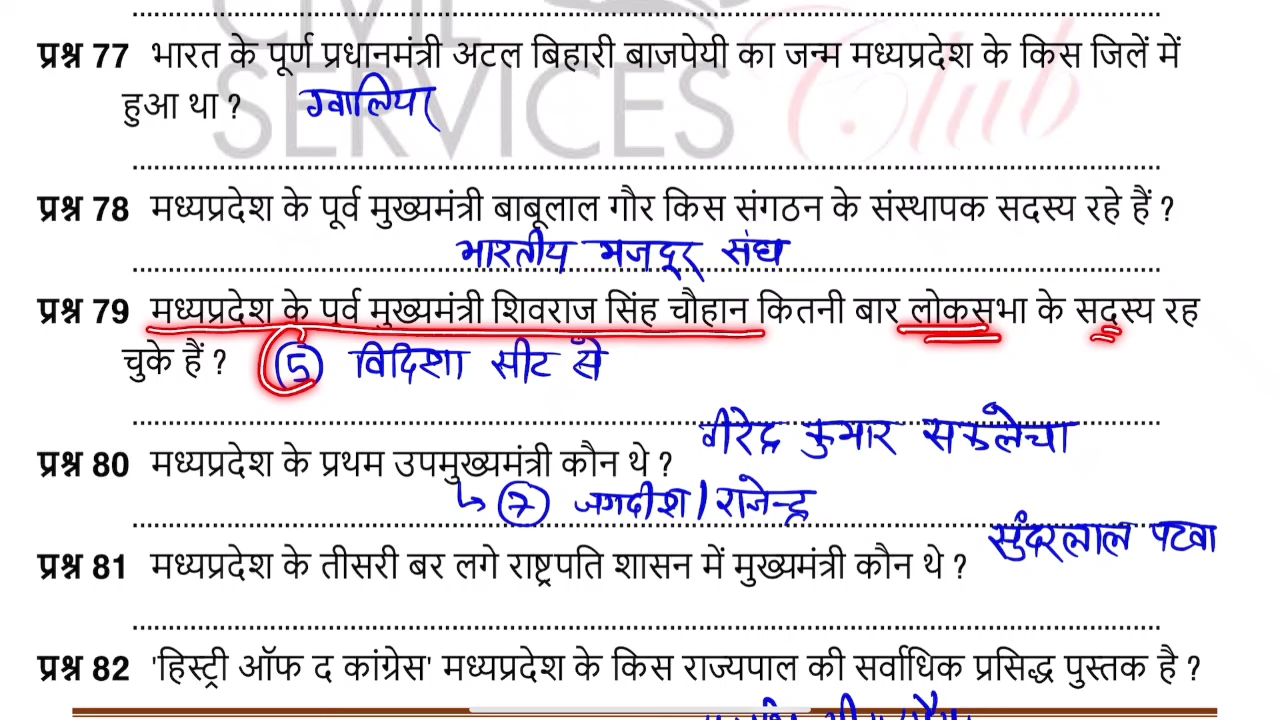 CIVIL
SERVICES Club
प्रश्न 77 भारत के पूर्ण प्रधानमंत्री अटल बिहारी बाजपेयी का जन्म मध्यप्रदेश के किस जिलें में
हुआ था ? ग्वालियर
प्रश्न 78 मध्यप्रदेश के पूर्व मुख्यमंत्री बाबूलाल गौर किस संगठन के संस्थापक सदस्य रहे हैं ?
भारतीय मजदूर संघ
प्रश्न 79 मध्यप्रदेश के पूर्व मुख्यमंत्री शिवराज सिंह चौहान कितनी बार लोकसभा के सदस्य रह
चुके हैं ? 5 विदिशा सीट से
वीरेंद्र कुमार सकलेचा
प्रश्न 80 मध्यप्रदेश के प्रथम उपमुख्यमंत्री कौन थे ?
↳ 7 जगदीश / राजेन्द्र
सुंदरलाल पटवा
प्रश्न 81 मध्यप्रदेश के तीसरी बर लगे राष्ट्रपति शासन में मुख्यमंत्री कौन थे ?
प्रश्न 82 'हिस्ट्री ऑफ द कांग्रेस' मध्यप्रदेश के किस राज्यपाल की सर्वाधिक प्रसिद्ध पुस्तक है ?